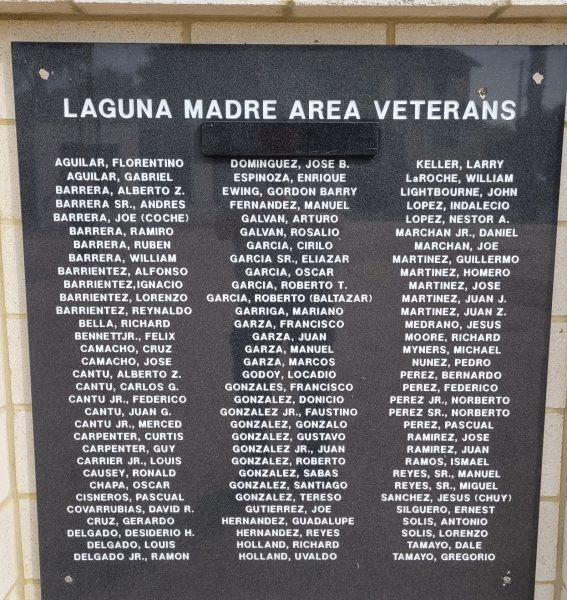 LAGUNA MADRE AREA VETERANS
AGUILAR, FLORENTINO
AGUILAR, GABRIEL
BARRERA, ALBERTO Z.
BARRERA SR., ANDRES
BARRERA, JOE (COCHE)
BARRERA, RAMIRO
BARRERA, RUBEN
BARRERA, WILLIAM
BARRIENTEZ, ALFONSO
BARRIENTEZ,IGNACIO
BARRIENTEZ, LORENZO
BARRIENTEZ, REYNALDO
BELLA, RICHARD
BENNETTJR., FELIX
CAMACHO, CRUZ
CAMACHO, JOSE
CANTU, ALBERTO Z.
CANTU, CARLOS G.
CANTU JR., FEDERICO
CANTU, JUAN G.
CANTU JR., MERCED
CARPENTER, CURTIS
CARPENTER, GUY
CARRIER JR., LOUIS
CAUSEY, RONALD
CHAPA, OSCAR
CISNEROS, PASCUAL
COVARRUBIAS, DAVID R.
CRUZ, GERARDO
DELGADO, DESIDERIO H.
DELGADO, LOUIS
DELGADO JR., RAMON
DOMINGUEZ, JOSE B.
ESPINOZA, ENRIQUE
EWING, GORDON BARRY
FERNANDEZ, MANUEL
GALVAN, ARTURO
GALVAN, ROSALIO
GARCIA, CIRILO
GARCIA SR., ELIAZAR
GARCIA, OSCAR
GARCIA, ROBERTO T.
GARCIA, ROBERTO (BALTAZAR)
GARRIGA, MARIANO
GARZA, FRANCISCO
GARZA, JUAN
GARZA, MANUEL
GARZA, MARCOS
GODOY, LOCADIO
GONZALES, FRANCISCO
GONZALEZ, DONICIO
GONZALEZ JR., FAUSTINO
GONZALEZ, GONZALO
GONZALEZ, GUSTAVO
GONZALEZ JR., JUAN
GONZALEZ, ROBERTO
GONZALEZ, SABAS
GONZALEZ, SANTIAGO
GONZALEZ, TERESO
GUTIERREZ, JOE
HERNANDEZ, GUADALUPE
HERNANDEZ, REYES
HOLLAND, RICHARD
HOLLAND, UVALDO
KELLER, LARRY
LaROCHE, WILLIAM
LIGHTBOURNE, JOHN
LOPEZ, INDALECIO
LOPEZ, NESTOR A.
MARCHAN JR., DANIEL
MARCHAN, JOE
MARTINEZ, GUILLERMO
MARTINEZ, HOMERO
MARTINEZ, JOSE
MARTINEZ, JUAN J.
MARTINEZ, JUAN Z.
MEDRANO, JESUS
MOORE, RICHARD
MYNERS, MICHAEL
NUNEZ, PEDRO
PEREZ, BERNARDO
PEREZ, FEDERICO
PEREZ JR., NORBERTO
PEREZ SR., NORBERTO
PEREZ, PASCUAL
RAMIREZ, JOSE
RAMIREZ, JUAN
RAMOS, ISMAEL
REYES, SR., MANUEL
REYES, SR., MIGUEL
SANCHEZ, JESUS (CHUY)
SILGUERO, ERNEST
SOLIS, ANTONIO
SOLIS, LORENZO
TAMAYO, DALE
TAMAYO, GREGORIO